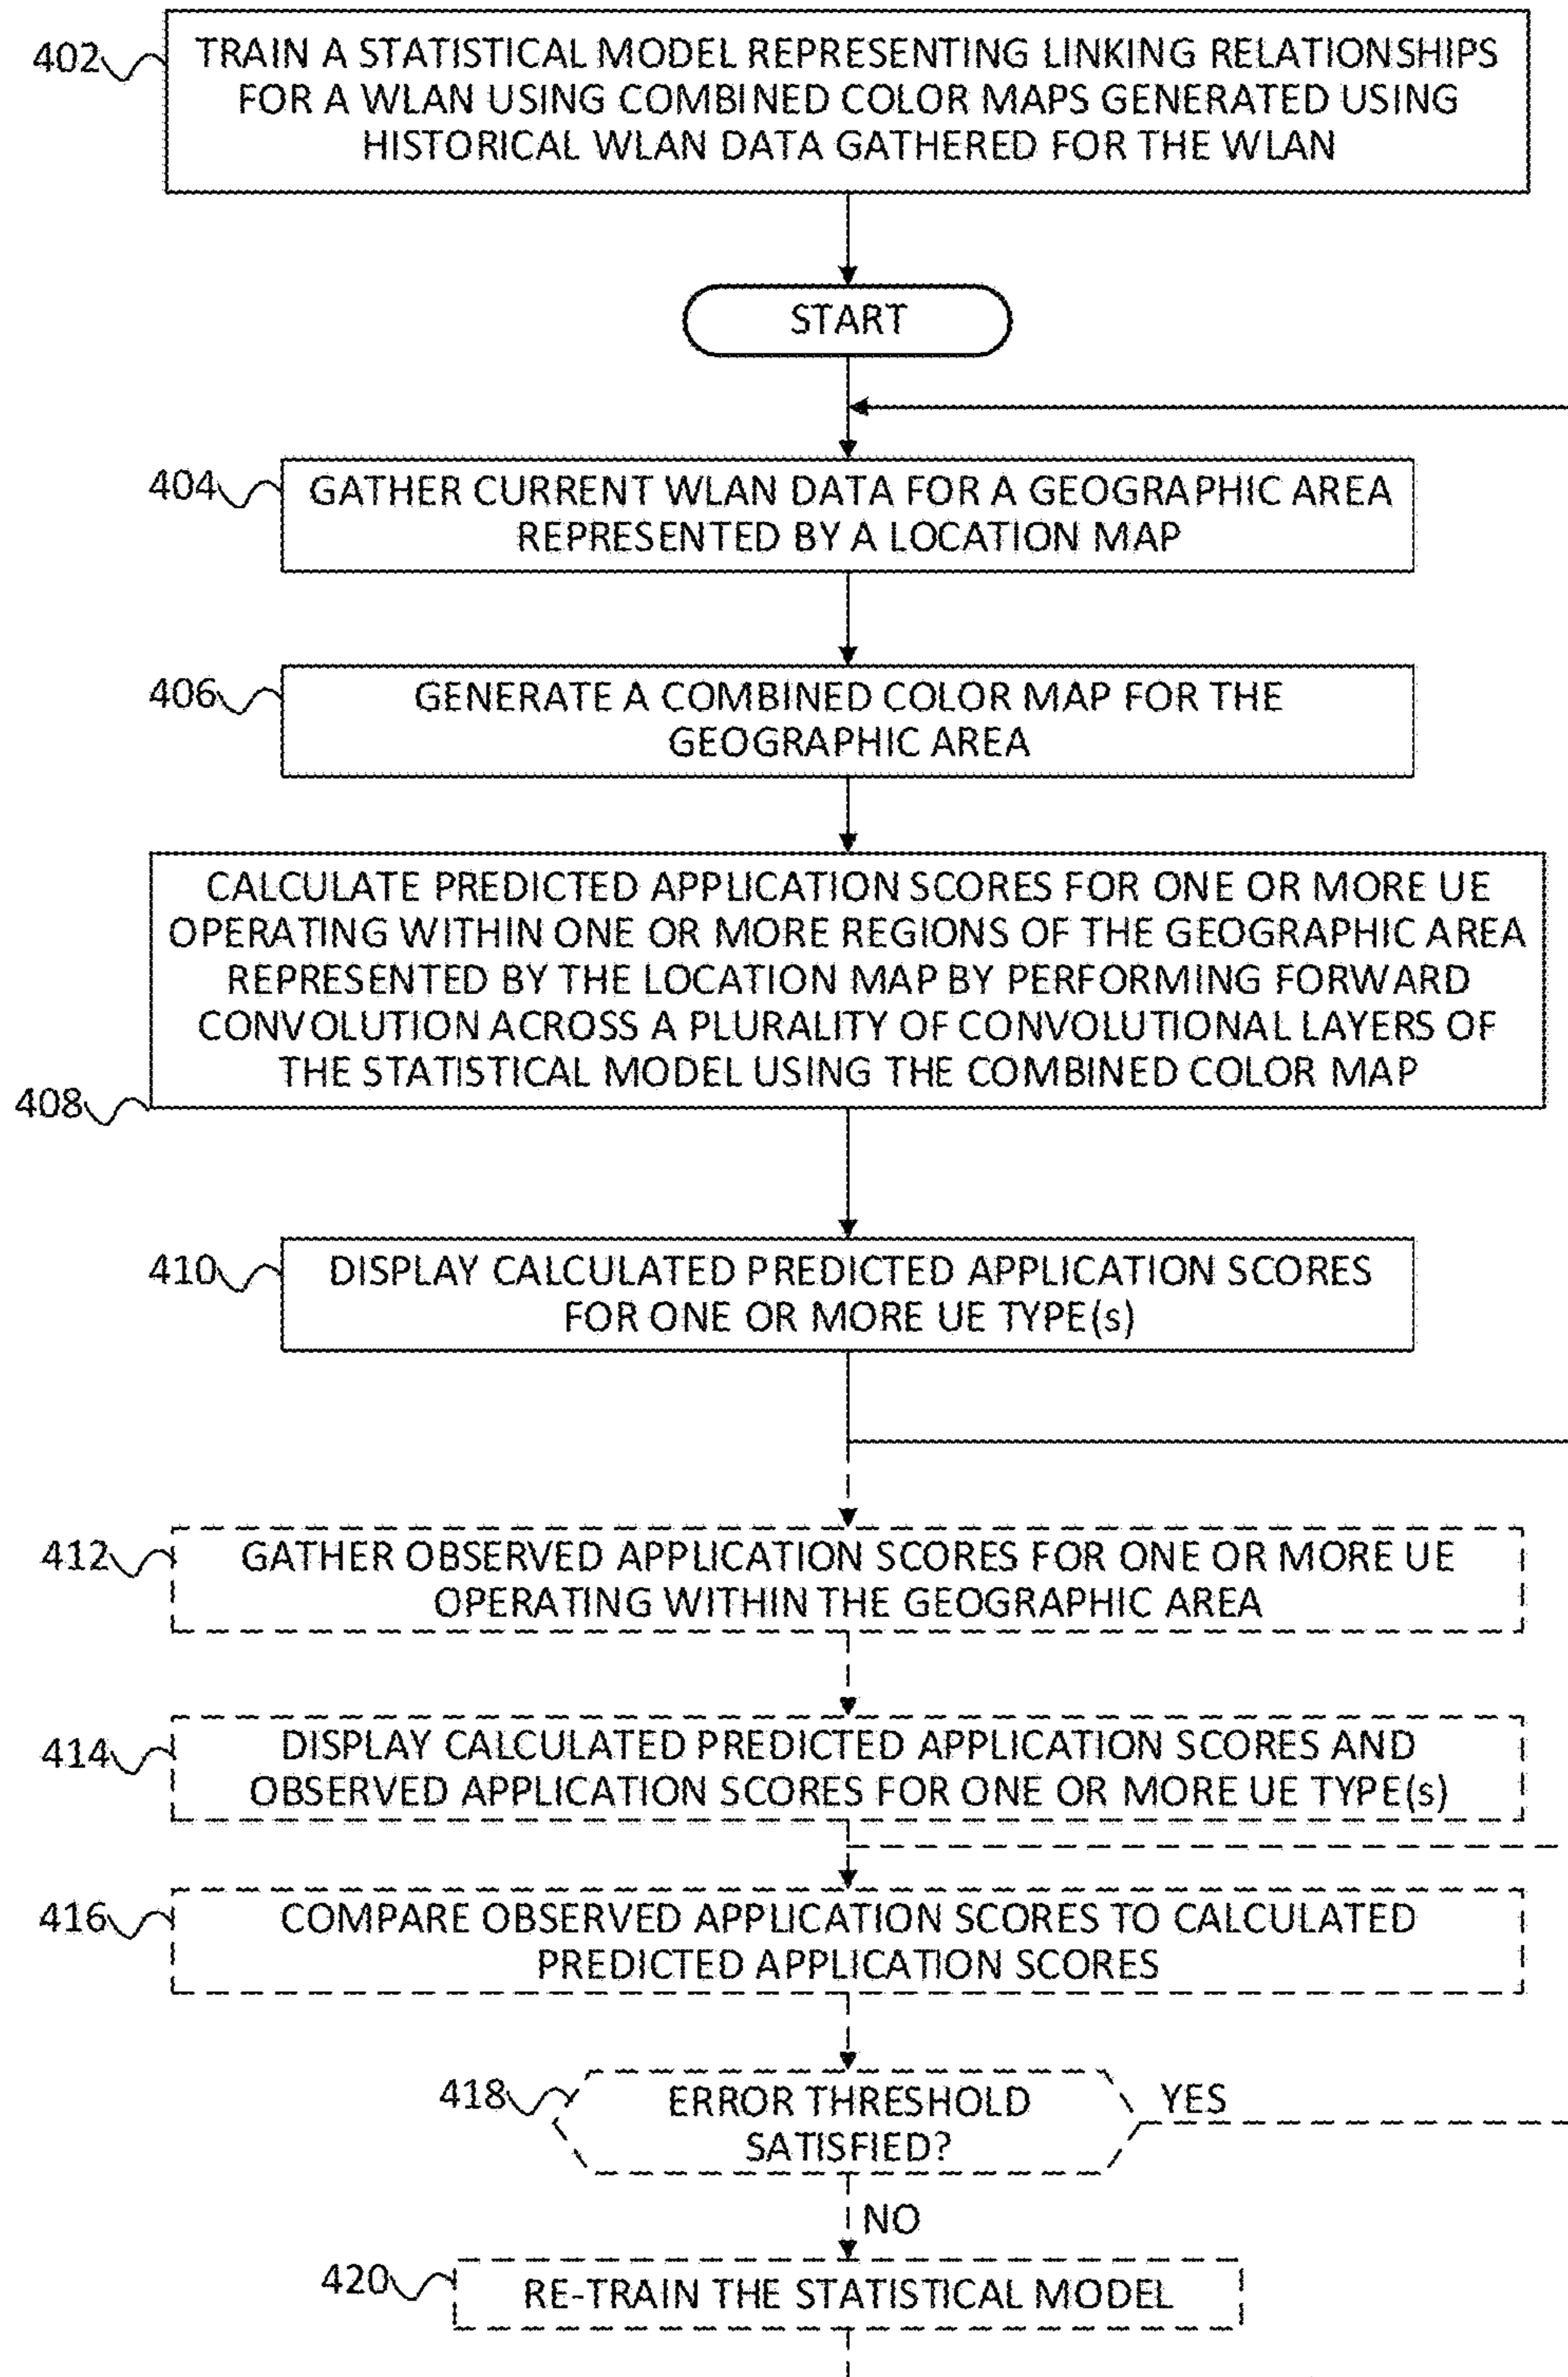 402
TRAIN A STATISTICAL MODEL REPRESENTING LINKING RELATIONSHIPS
FOR A WLAN USING COMBINED COLOR MAPS GENERATED USING
HISTORICAL WLAN DATA GATHERED FOR THE WLAN
START
404
GATHER CURRENT WLAN DATA FOR A GEOGRAPHIC AREA
REPRESENTED BY A LOCATION MAP
406
GENERATE A COMBINED COLOR MAP FOR THE
GEOGRAPHIC AREA
CALCULATE PREDICTED APPLICATION SCORES FOR ONE OR MORE UE
OPERATING WITHIN ONE OR MORE REGIONS OF THE GEOGRAPHIC AREA
REPRESENTED BY THE LOCATION MAP BY PERFORMING FORWARD
CONVOLUTION ACROSS A PLURALITY OF CONVOLUTIONAL LAYERS OF
THE STATISTICAL MODEL USING THE COMBINED COLOR MAP
408
410
DISPLAY CALCULATED PREDICTED APPLICATION SCORES
FOR ONE OR MORE UE TYPE(s)
412
GATHER OBSERVED APPLICATION SCORES FOR ONE OR MORE UE
OPERATING WITHIN THE GEOGRAPHIC AREA
414
DISPLAY CALCULATED PREDICTED APPLICATION SCORES AND
OBSERVED APPLICATION SCORES FOR ONE OR MORE UE TYPE(s)
416
COMPARE OBSERVED APPLICATION SCORES TO CALCULATED
PREDICTED APPLICATION SCORES
418
ERROR THRESHOLD
SATISFIED?
YES
NO
420
RE-TRAIN THE STATISTICAL MODEL